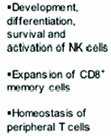 ▪Development,
differentiation,
survival and
activation of NK cells
▪Expansion of CD8⁺
memory cells
▪Homeostasis of
peripheral T cells